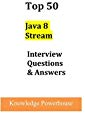 Top 50
Java 8
Stream
Interview
Questions
& Answers
Knowledge Powerhouse